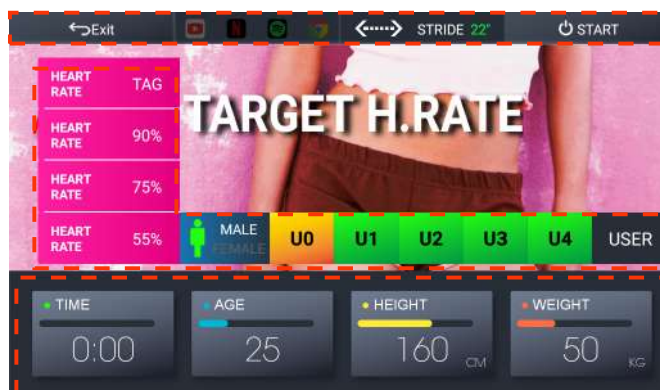 Exit
STRIDE 22"
START
HEART RATE TAG
TARGET H.RATE
HEART RATE 90%
HEART RATE 75%
HEART RATE 55%
MALE
FEMALE
U0 U1 U2 U3 U4 USER
TIME
AGE
HEIGHT
WEIGHT
0:00
25
160 CM
50 KG